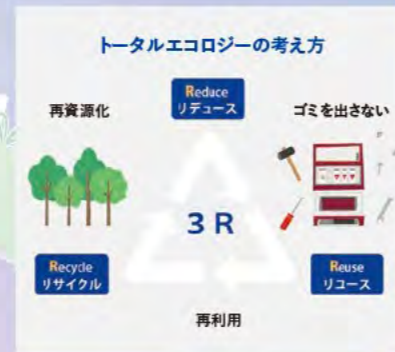 トータルエコロジーの考え方
Reduce
リデュース
再資源化
ゴミを出さない
3 R
Recycle
リサイクル
Reuse
リユース
再利用